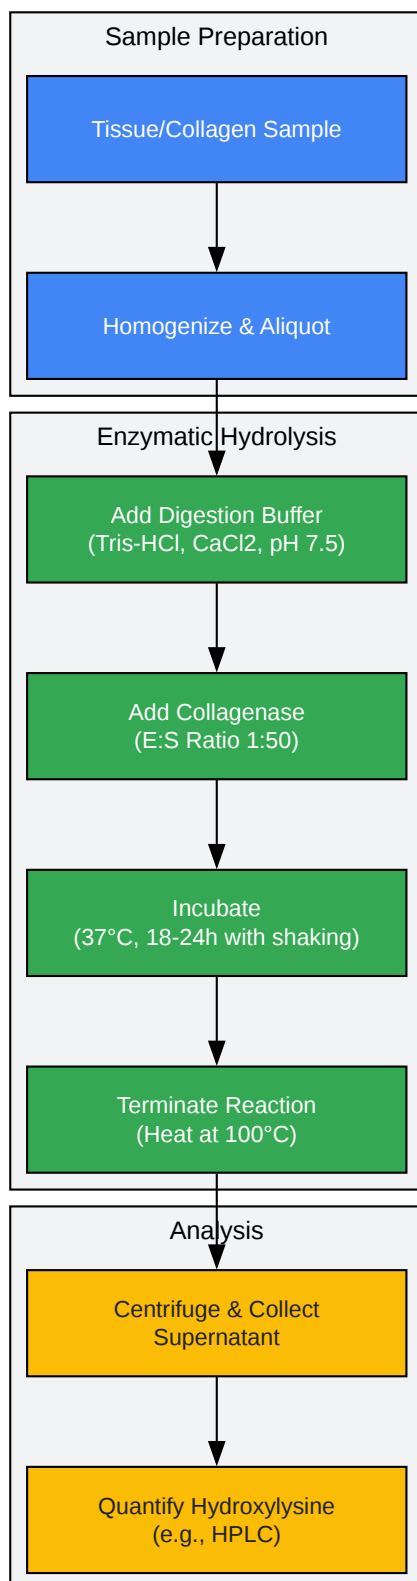 Sample Preparation
Tissue/Collagen Sample
Homogenize & Aliquot
Enzymatic Hydrolysis
Add Digestion Buffer
(Tris-HCl, CaCl2, pH 7.5)
Add Collagenase
(E:S Ratio 1:50)
Incubate
(37°C, 18-24h with shaking)
Terminate Reaction
(Heat at 100°C)
Analysis
Centrifuge & Collect
Supernatant
Quantify Hydroxylysine
(e.g., HPLC)